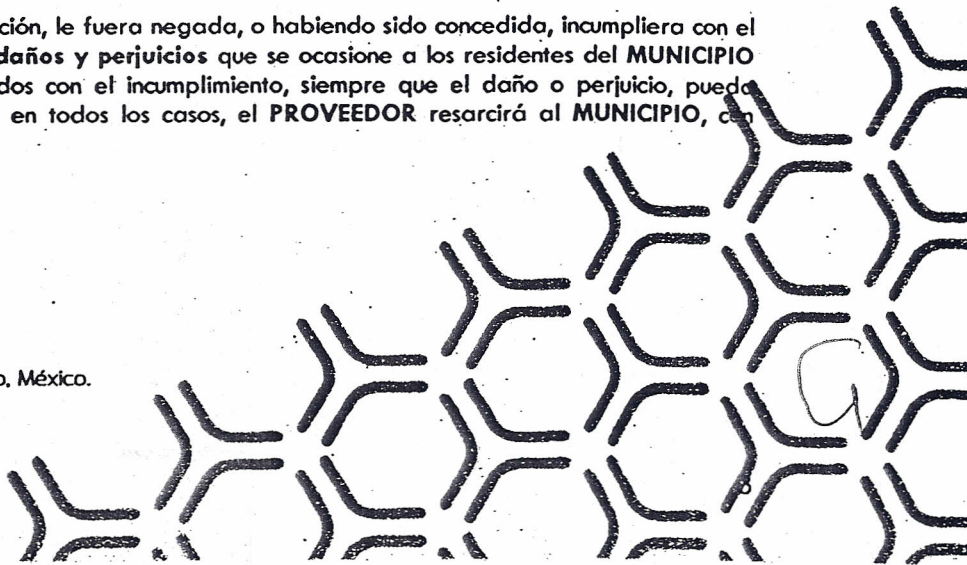 ción, le fuera negada, o habiendo sido concedida, incumpliera con el
daños y perjuicios que se ocasione a los residentes del MUNICIPIO
dos con el incumplimiento, siempre que el daño o perjuicio, pueda
en todos los casos, el PROVEEDOR resarcirá al MUNICIPIO, con
o, México.